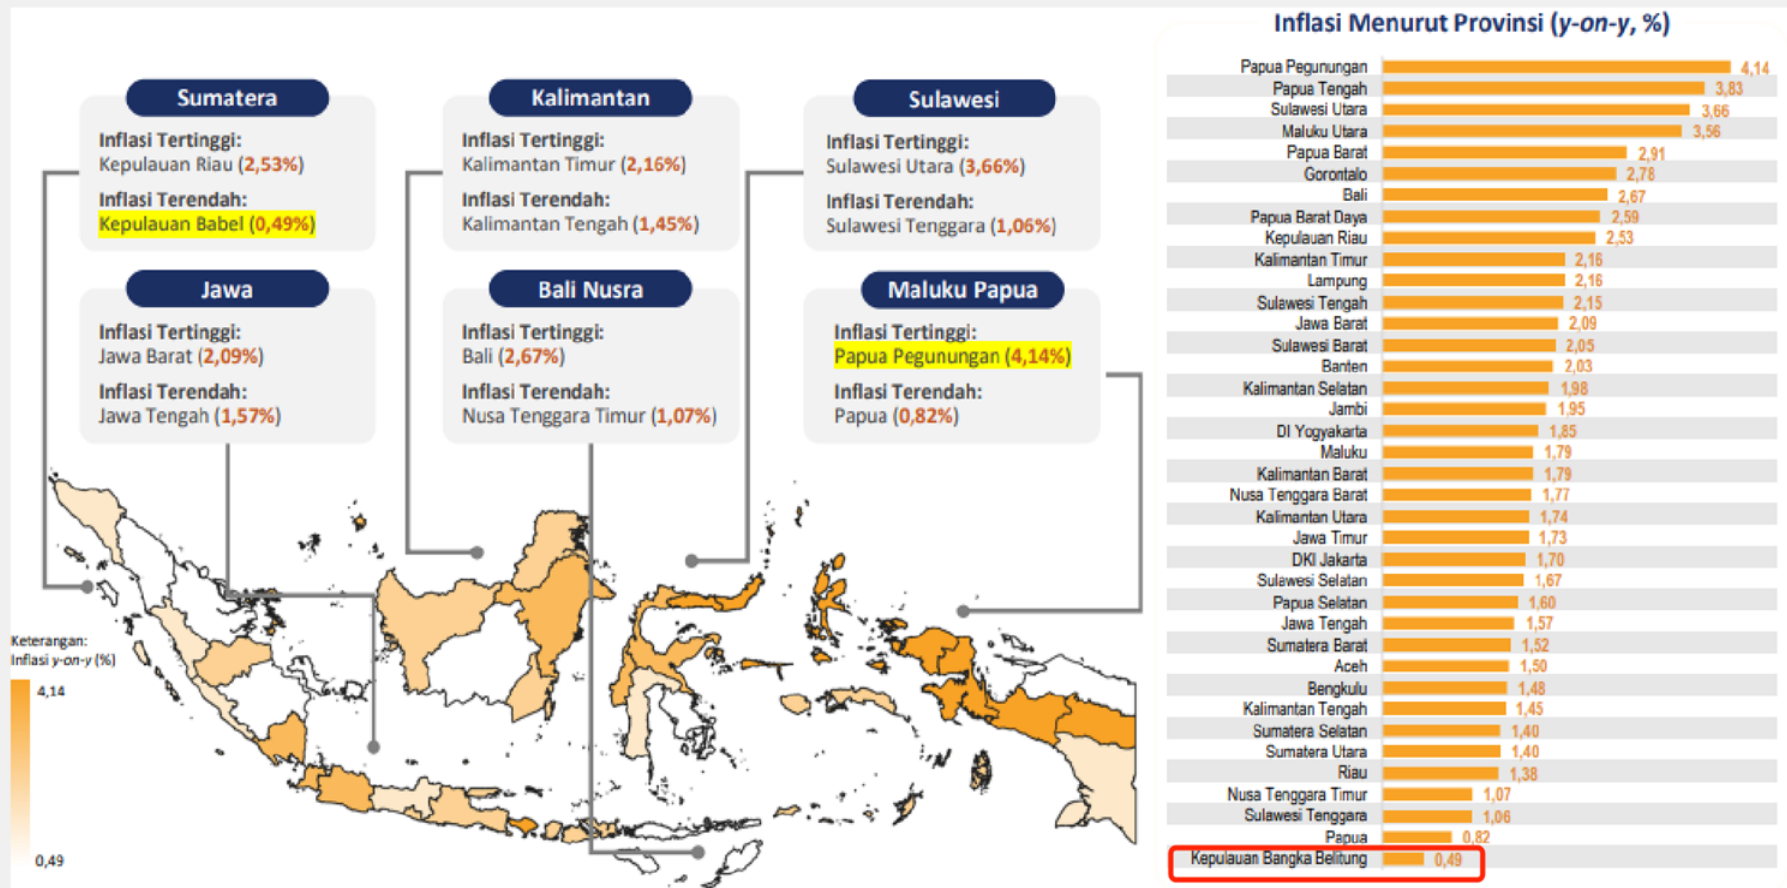 Sumatera
Inflasi Tertinggi:
Kepulauan Riau (2,53%)
Inflasi Terendah:
Kepulauan Babel (0,49%)
Kalimantan
Inflasi Tertinggi:
Kalimantan Timur (2,16%)
Inflasi Terendah:
Kalimantan Tengah (1,45%)
Sulawesi
Inflasi Tertinggi:
Sulawesi Utara (3,66%)
Inflasi Terendah:
Sulawesi Tenggara (1,06%)
Jawa
Inflasi Tertinggi:
Jawa Barat (2,09%)
Inflasi Terendah:
Jawa Tengah (1,57%)
Bali Nusra
Inflasi Tertinggi:
Bali (2,67%)
Inflasi Terendah:
Nusa Tenggara Timur (1,07%)
Maluku Papua
Inflasi Tertinggi:
Papua Pegunungan (4,14%)
Inflasi Terendah:
Papua (0,82%)
Keterangan:
Inflasi y-on-y (%)
4,14
0,49
Inflasi Menurut Provinsi (y-on-y, %)
Papua Pegunungan 4,14
Papua Tengah 3,83
Sulawesi Utara 3,66
Maluku Utara 3,56
Papua Barat 2,91
Gorontalo 2,78
Bali 2,67
Papua Barat Daya 2,59
Kepulauan Riau 2,53
Kalimantan Timur 2,16
Lampung 2,16
Sulawesi Tengah 2,15
Jawa Barat 2,09
Sulawesi Barat 2,05
Banten 2,03
Kalimantan Selatan 1,98
Jambi 1,95
DI Yogyakarta 1,85
Maluku 1,79
Kalimantan Barat 1,79
Nusa Tenggara Barat 1,77
Kalimantan Utara 1,74
Jawa Timur 1,73
DKI Jakarta 1,70
Sulawesi Selatan 1,67
Papua Selatan 1,60
Jawa Tengah 1,57
Sumatera Barat 1,52
Aceh 1,50
Bengkulu 1,48
Kalimantan Tengah 1,45
Sumatera Selatan 1,40
Sumatera Utara 1,40
Riau 1,38
Nusa Tenggara Timur 1,07
Sulawesi Tenggara 1,06
Papua 0,82
Kepulauan Bangka Belitung 0,49